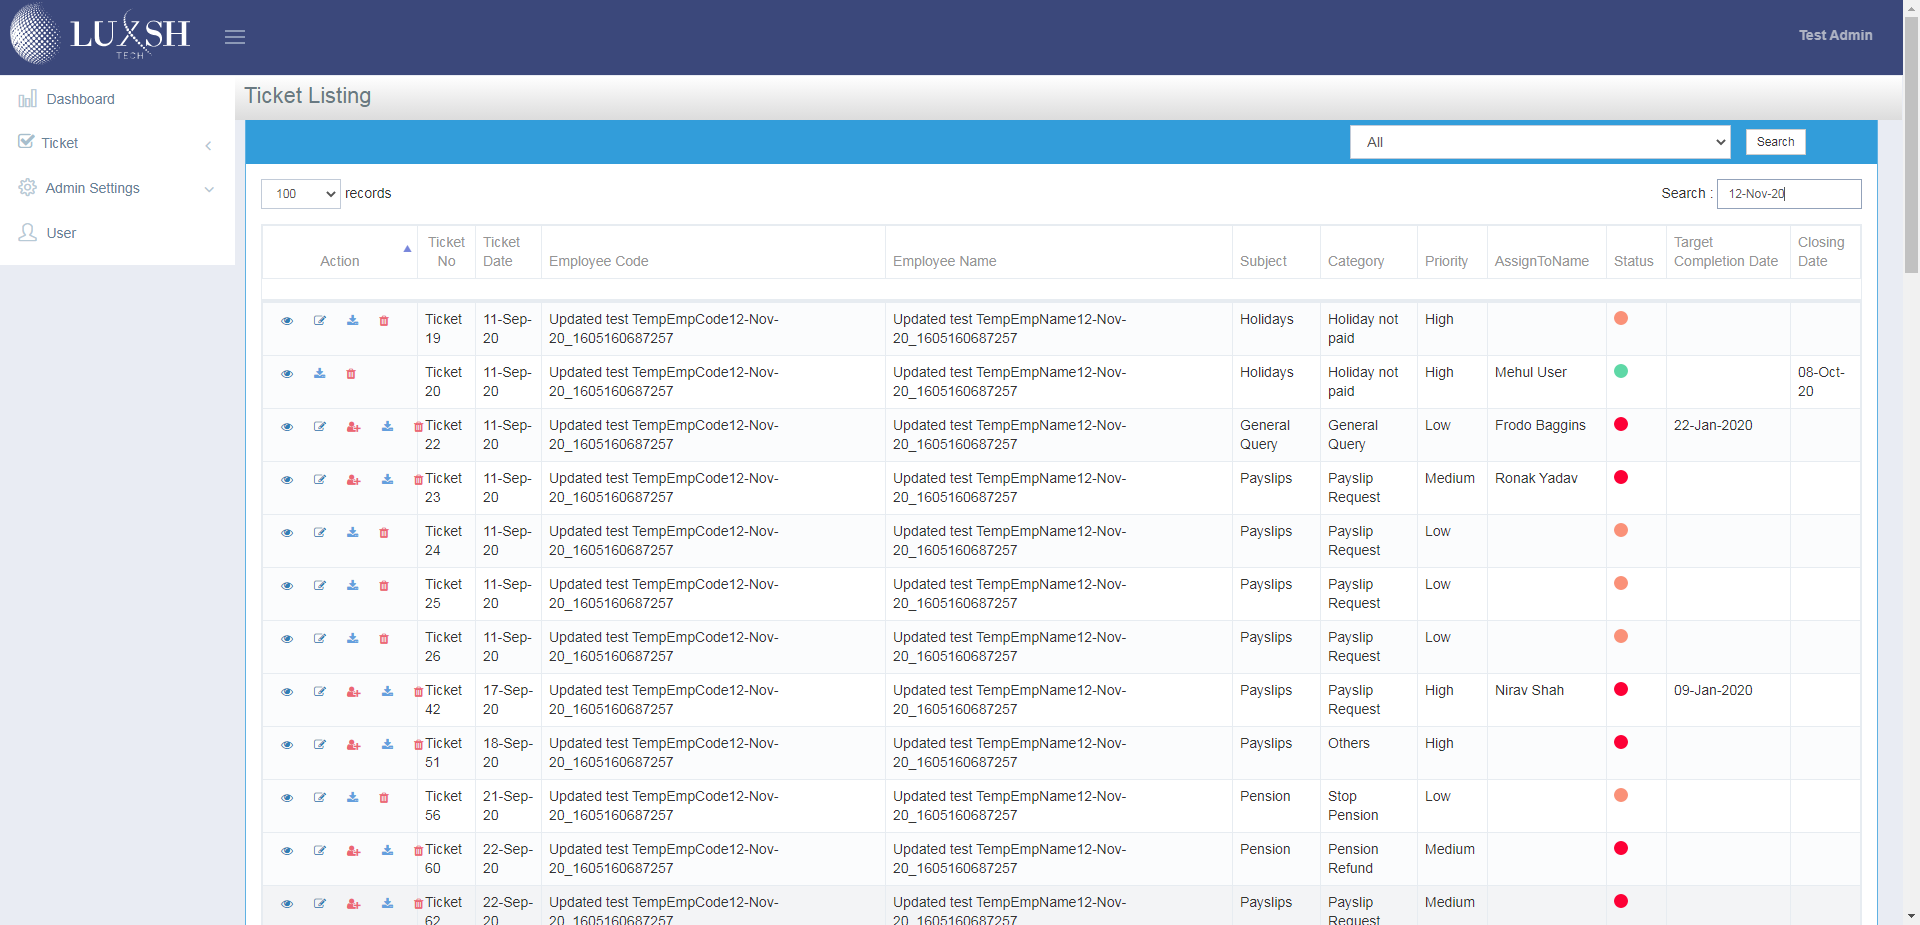 LUXSH
TECH
Test Admin
Dashboard
Ticket
Admin Settings
User
Ticket Listing
All
Search
100 records
Search : 12-Nov-20
Action Ticket No Ticket Date Employee Code Employee Name Subject Category Priority AssignToName Status Target Completion Date Closing Date
Ticket 11-Sep- Updated test TempEmpCode12-Nov- Updated test TempEmpName12-Nov- Holidays Holiday not High
19 20 20_1605160687257 20_1605160687257 paid
Ticket 11-Sep- Updated test TempEmpCode12-Nov- Updated test TempEmpName12-Nov- Holidays Holiday not High Mehul User 08-Oct-
20 20 20_1605160687257 20_1605160687257 paid 20
Ticket 11-Sep- Updated test TempEmpCode12-Nov- Updated test TempEmpName12-Nov- General General Low Frodo Baggins 22-Jan-2020
22 20 20_1605160687257 20_1605160687257 Query Query
Ticket 11-Sep- Updated test TempEmpCode12-Nov- Updated test TempEmpName12-Nov- Payslips Payslip Medium Ronak Yadav
23 20 20_1605160687257 20_1605160687257 Request
Ticket 11-Sep- Updated test TempEmpCode12-Nov- Updated test TempEmpName12-Nov- Payslips Payslip Low
24 20 20_1605160687257 20_1605160687257 Request
Ticket 11-Sep- Updated test TempEmpCode12-Nov- Updated test TempEmpName12-Nov- Payslips Payslip Low
25 20 20_1605160687257 20_1605160687257 Request
Ticket 11-Sep- Updated test TempEmpCode12-Nov- Updated test TempEmpName12-Nov- Payslips Payslip Low
26 20 20_1605160687257 20_1605160687257 Request
Ticket 17-Sep- Updated test TempEmpCode12-Nov- Updated test TempEmpName12-Nov- Payslips Payslip High Nirav Shah 09-Jan-2020
42 20 20_1605160687257 20_1605160687257 Request
Ticket 18-Sep- Updated test TempEmpCode12-Nov- Updated test TempEmpName12-Nov- Payslips Others High
51 20 20_1605160687257 20_1605160687257
Ticket 21-Sep- Updated test TempEmpCode12-Nov- Updated test TempEmpName12-Nov- Pension Stop Low
56 20 20_1605160687257 20_1605160687257 Pension
Ticket 22-Sep- Updated test TempEmpCode12-Nov- Updated test TempEmpName12-Nov- Pension Pension Medium
60 20 20_1605160687257 20_1605160687257 Refund
Ticket 22-Sep- Updated test TempEmpCode12-Nov- Updated test TempEmpName12-Nov- Payslips Payslip Medium
62 20 20_1605160687257 20_1605160687257 Request